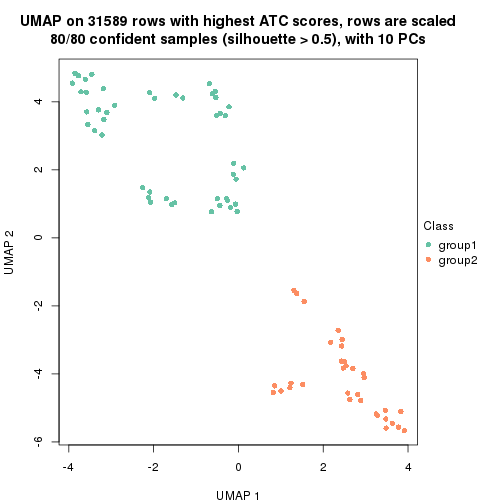 UMAP on 31589 rows with highest ATC scores, rows are scaled
80/80 confident samples (silhouette > 0.5), with 10 PCs
4
2
0
-2
-4
-6
UMAP 2
-4
-2
0
2
4
UMAP 1
Class
group1
group2